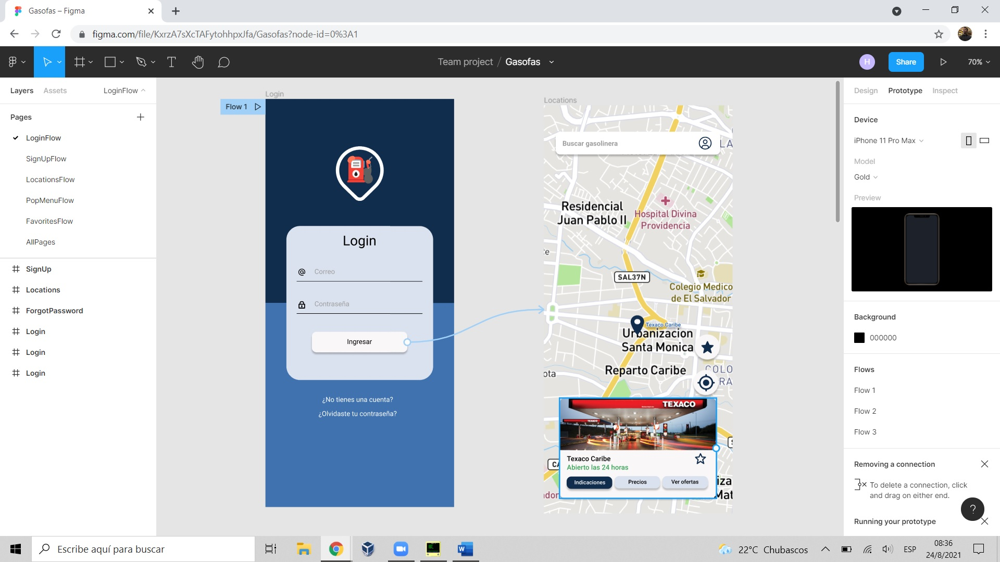 Gasofas – Figma
figma.com/file/KxrzA7sXcTAFytohhpxJfa/Gasofas?node-id=0%3A1
Team project / Gasofas
H
Share
70%
Layers
Assets
LoginFlow
Pages
LoginFlow
SignUpFlow
LocationsFlow
PopMenuFlow
FavoritesFlow
AllPages
SignUp
Locations
ForgotPassword
Login
Login
Login
Login
Flow 1
Login
@ Correo
Contraseña
Ingresar
¿No tienes una cuenta?
¿Olvidaste tu contraseña?
Locations
Buscar gasolinera
LA
Residencial
Juan Pablo II
Hospital Divina
Providencia
te
SAL37N
Colegio Medico
de El Salvador
Texaco Caribe
Urbanizacion
Santa Monica
ota
Reparto Caribe
COLO
RA
TEXACO
TEXACO
CA
Texaco Caribe
Abierto las 24 horas
Indicaciones
Precios
Ver ofertas
iza
Mat
dor
Design
Prototype
Inspect
Device
iPhone 11 Pro Max
Model
Gold
Preview
Background
000000
Flows
Flow 1
Flow 2
Flow 3
Removing a connection
To delete a connection, click
and drag on either end.
?
Running your prototype
Escribe aquí para buscar
22°C Chubascos
ESP
08:36
24/8/2021